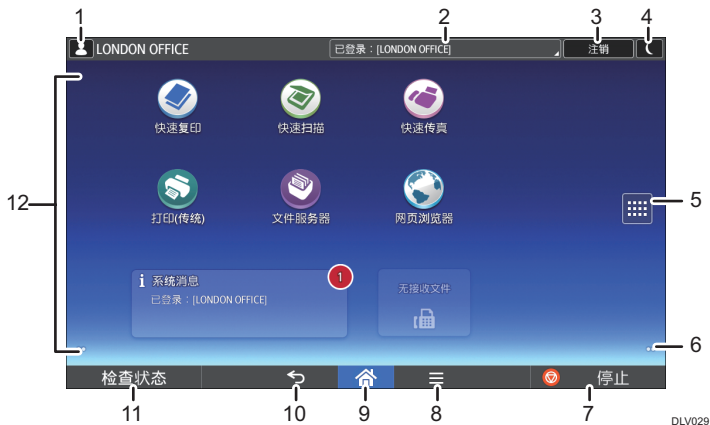 1 2 3 4
LONDON OFFICE 已登录：[LONDON OFFICE] 注销
快速复印 快速扫描 快速传真
12 5
打印(传统) 文件服务器 网页浏览器
i 系统消息 1 无接收文件
已登录：[LONDON OFFICE]
6
检查状态 停止
11 10 9 8 7
DLV029